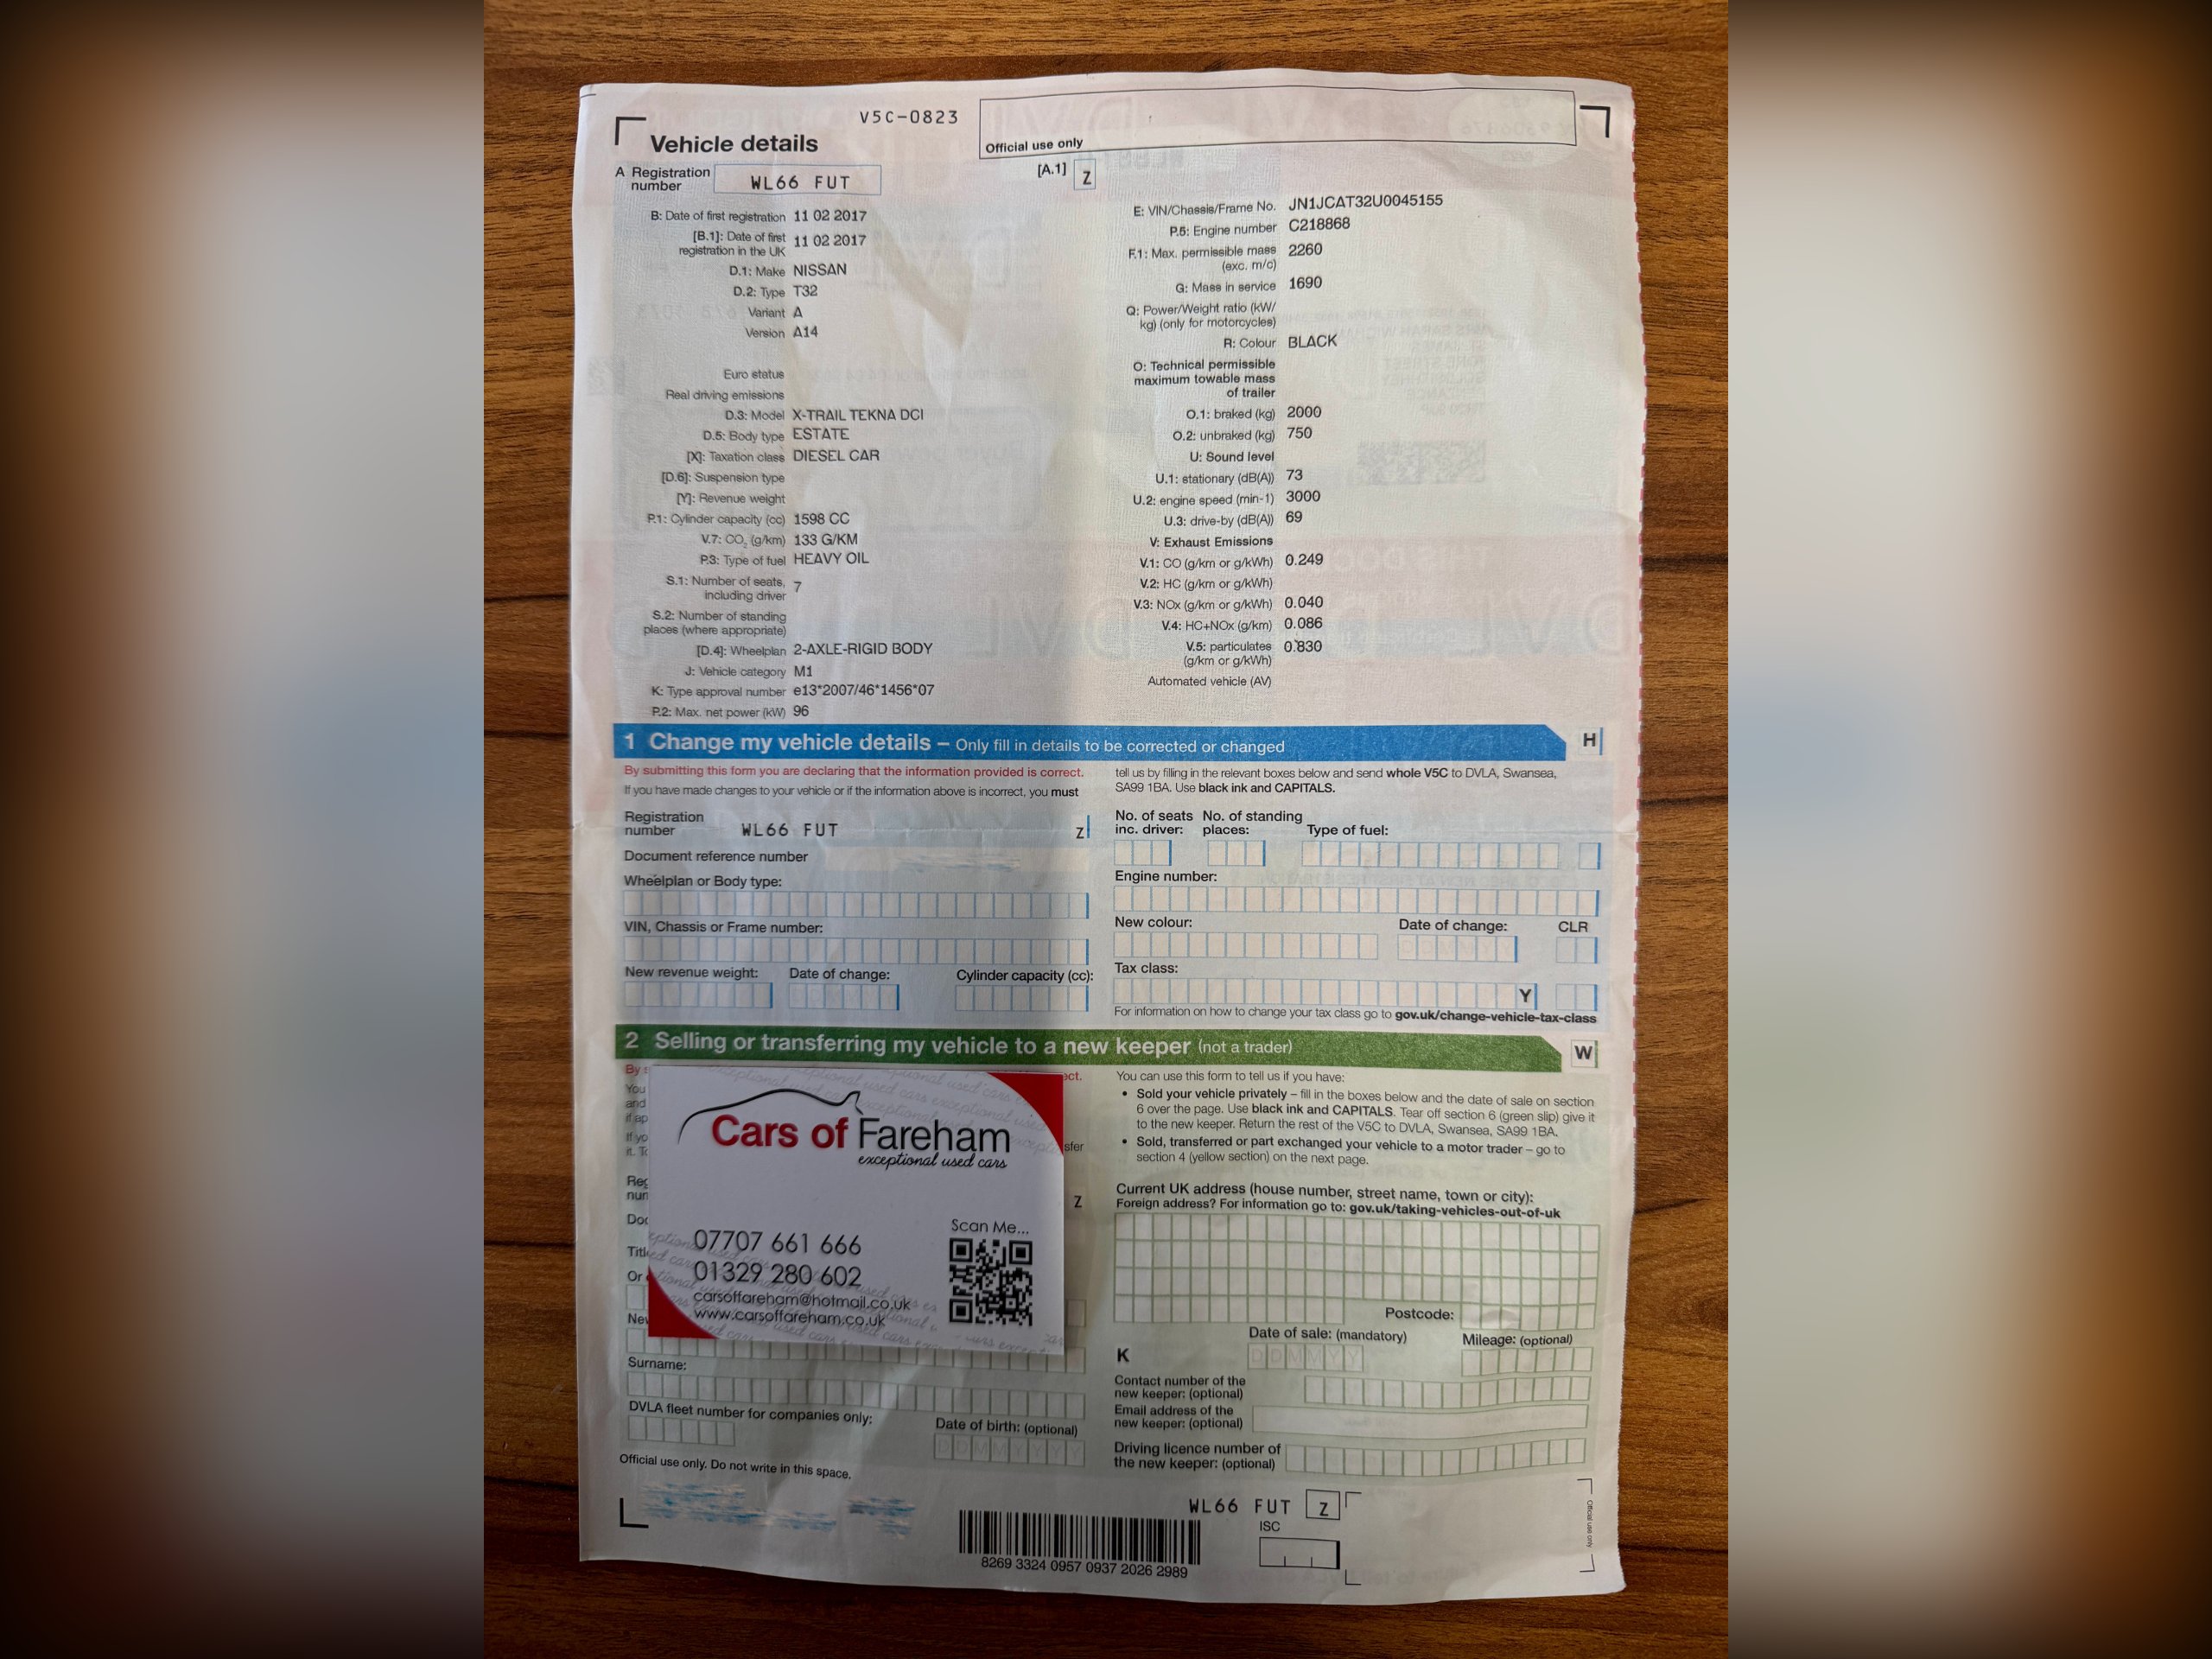 V5C-0823
Vehicle details
Official use only
A Registration number WL66 FUT
[A.1] Z
B: Date of first registration 11 02 2017
[B.1]: Date of first registration in the UK 11 02 2017
D.1: Make NISSAN
D.2: Type T32
Variant A
Version A14
Euro status
Real driving emissions
D.3: Model X-TRAIL TEKNA DCI
D.5: Body type ESTATE
[X]: Taxation class DIESEL CAR
[D.6]: Suspension type
[Y]: Revenue weight
P.1: Cylinder capacity (cc) 1598 CC
V.7: CO2 (g/km) 133 G/KM
P.3: Type of fuel HEAVY OIL
S.1: Number of seats, including driver 7
S.2: Number of standing places (where appropriate)
[D.4]: Wheelplan 2-AXLE-RIGID BODY
J: Vehicle category M1
K: Type approval number e13*2007/46*1456*07
P.2: Max. net power (kW) 96
E: VIN/Chassis/Frame No. JN1JCAT32U0045155
P.5: Engine number C218868
F.1: Max. permissible mass (exc. m/c) 2260
G: Mass in service 1690
Q: Power/Weight ratio (kW/kg) (only for motorcycles)
R: Colour BLACK
O: Technical permissible maximum towable mass of trailer
O.1: braked (kg) 2000
O.2: unbraked (kg) 750
U: Sound level
U.1: stationary (dB(A)) 73
U.2: engine speed (min-1) 3000
U.3: drive-by (dB(A)) 69
V: Exhaust Emissions
V.1: CO (g/km or g/kWh) 0.249
V.2: HC (g/km or g/kWh)
V.3: NOx (g/km or g/kWh) 0.040
V.4: HC+NOx (g/km) 0.086
V.5: particulates (g/km or g/kWh) 0.830
Automated vehicle (AV)
1 Change my vehicle details – Only fill in details to be corrected or changed
H
By submitting this form you are declaring that the information provided is correct.
If you have made changes to your vehicle or if the information above is incorrect, you must
tell us by filling in the relevant boxes below and send whole V5C to DVLA, Swansea,
SA99 1BA. Use black ink and CAPITALS.
Registration number WL66 FUT Z
Document reference number
Wheelplan or Body type:
VIN, Chassis or Frame number:
New revenue weight: Date of change: Cylinder capacity (cc):
No. of seats inc. driver: No. of standing places: Type of fuel:
Engine number:
New colour: Date of change: CLR
Tax class:
Y
For information on how to change your tax class go to gov.uk/change-vehicle-tax-class
2 Selling or transferring my vehicle to a new keeper (not a trader)
W
Cars of Fareham
exceptional used cars
Scan Me...
07707 661 666
01329 280 602
carsoffareham@hotmail.co.uk
www.carsoffareham.co.uk
Z
Surname:
DVLA fleet number for companies only: Date of birth: (optional)
DDMMYYYY
Official use only. Do not write in this space.
You can use this form to tell us if you have:
• Sold your vehicle privately – fill in the boxes below and the date of sale on section
6 over the page. Use black ink and CAPITALS. Tear off section 6 (green slip) give it
to the new keeper. Return the rest of the V5C to DVLA, Swansea, SA99 1BA.
• Sold, transferred or part exchanged your vehicle to a motor trader – go to
section 4 (yellow section) on the next page.
Current UK address (house number, street name, town or city):
Foreign address? For information go to: gov.uk/taking-vehicles-out-of-uk
Postcode:
Date of sale: (mandatory) Mileage: (optional)
K
DDMMYY
Contact number of the new keeper: (optional)
Email address of the new keeper: (optional)
Driving licence number of the new keeper: (optional)
WL66 FUT Z
ISC
8269 3324 0957 0937 2026 2989
Official use only